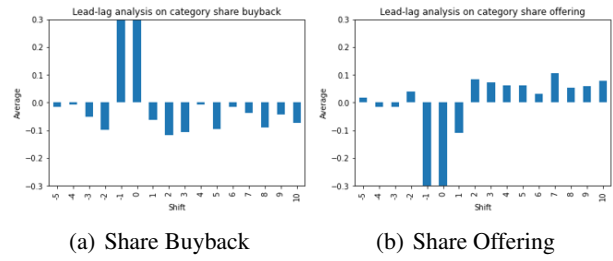 Lead-lag analysis on category share buyback
0.3
0.2
0.1
0.0
−0.1
−0.2
−0.3
Average
-5 -4 -3 -2 -1 0 1 2 3 4 5 6 7 8 9 10
Shift
(a) Share Buyback
Lead-lag analysis on category share offering
0.3
0.2
0.1
0.0
−0.1
−0.2
−0.3
Average
-5 -4 -3 -2 -1 0 1 2 3 4 5 6 7 8 9 10
Shift
(b) Share Offering